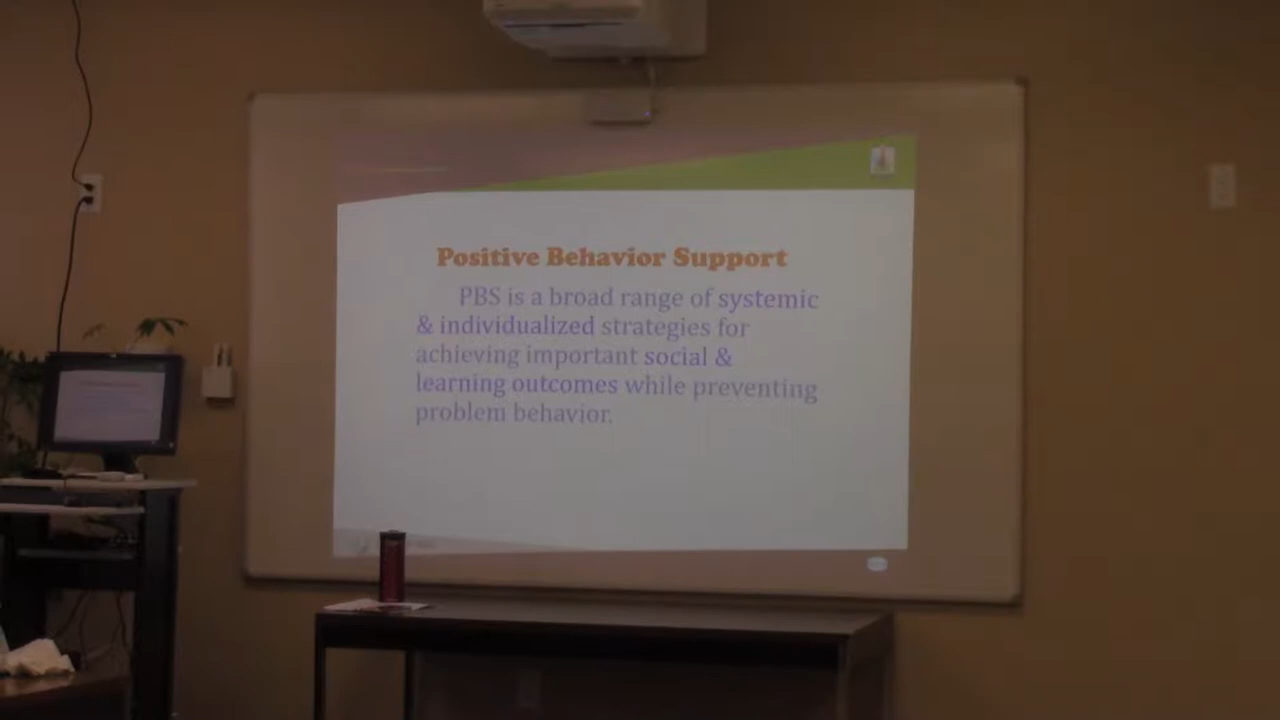 Positive Behavior Support
PBS is a broad range of systemic
& individualized strategies for
achieving important social &
learning outcomes while preventing
problem behavior.